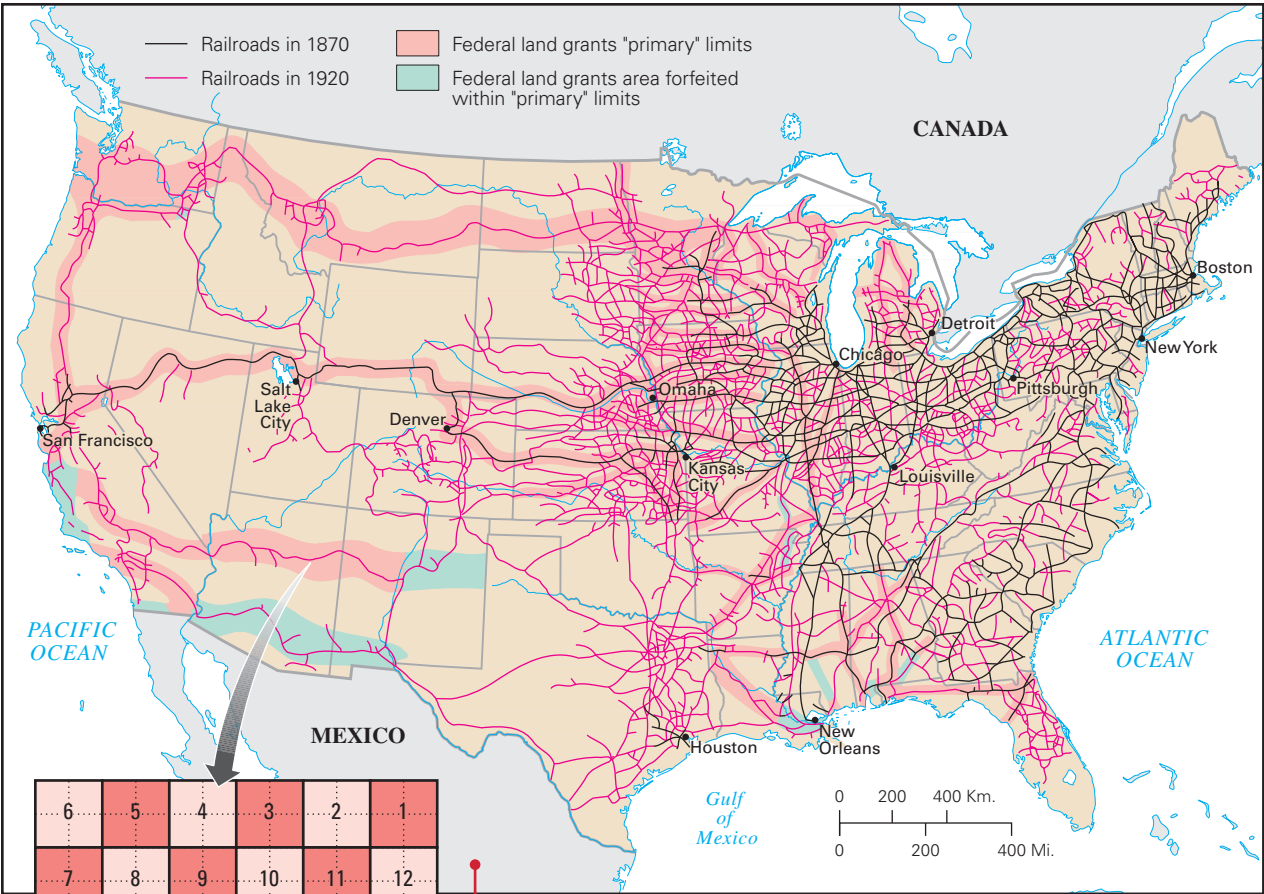 Railroads in 1870
Railroads in 1920
Federal land grants "primary" limits
Federal land grants area forfeited
within "primary" limits
CANADA
Boston
Detroit
New York
Chicago
Pittsburgh
Salt
Lake
City
Omaha
Denver
San Francisco
Kansas
City
Louisville
PACIFIC
OCEAN
ATLANTIC
OCEAN
MEXICO
Houston
New
Orleans
Gulf
of
Mexico
0 200 400 Km.
0 200 400 Mi.
6 5 4 3 2 1
7 8 9 10 11 12